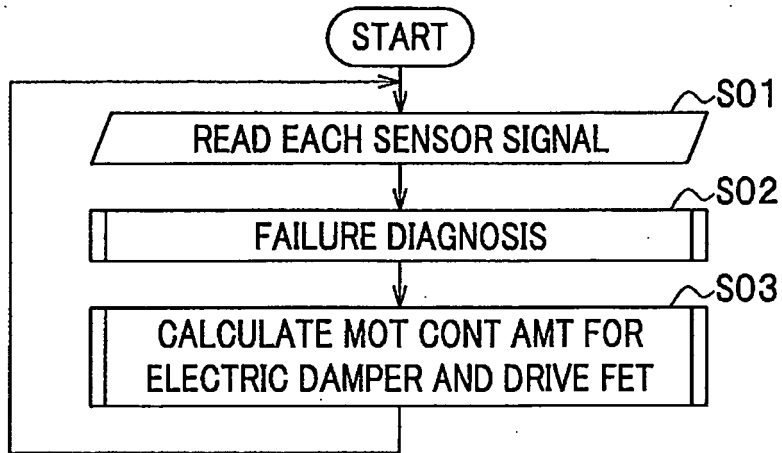 START
S01
READ EACH SENSOR SIGNAL
S02
FAILURE DIAGNOSIS
S03
CALCULATE MOT CONT AMT FOR
ELECTRIC DAMPER AND DRIVE FET